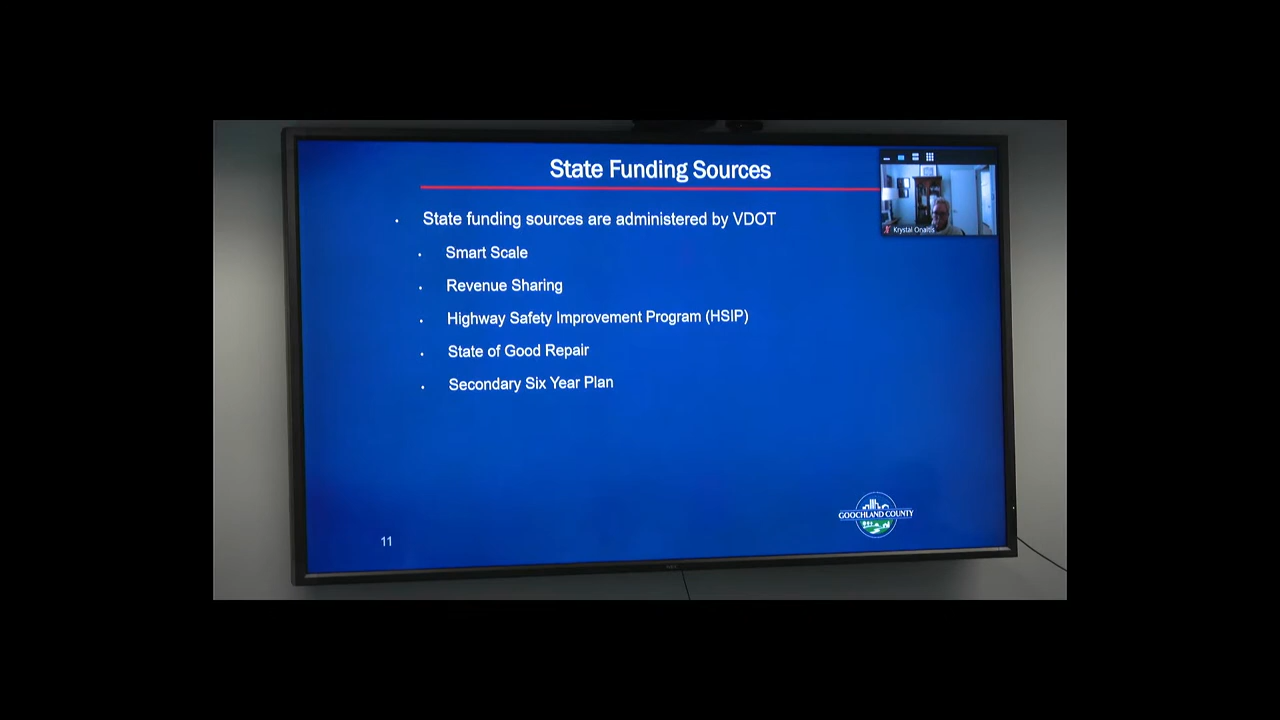 State Funding Sources
• State funding sources are administered by VDOT
• Smart Scale
• Revenue Sharing
• Highway Safety Improvement Program (HSIP)
• State of Good Repair
• Secondary Six Year Plan
Krystal Onaitis
GOOCHLAND COUNTY
11
NEC